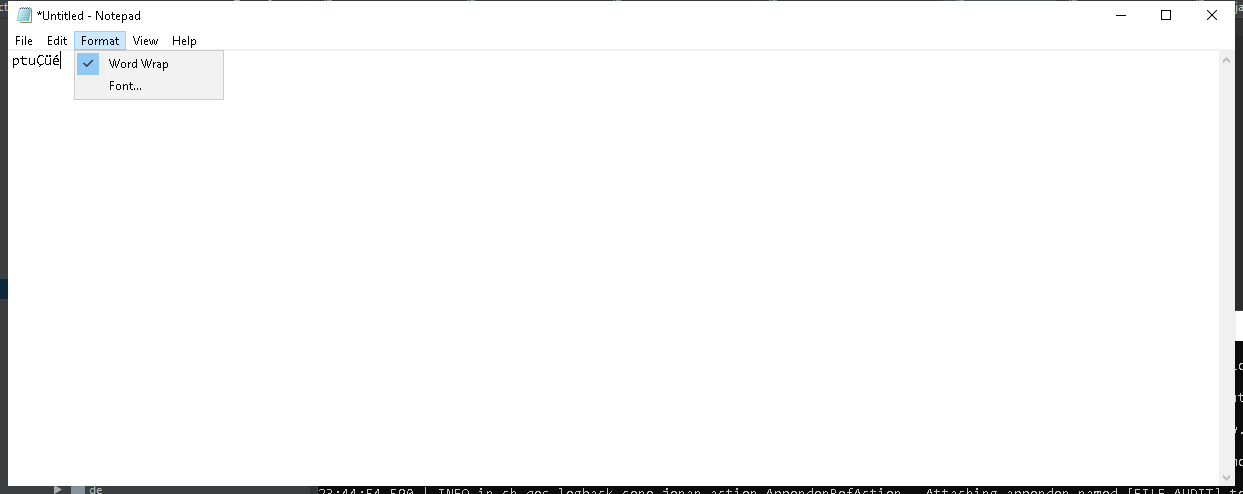 *Untitled - Notepad
File Edit Format View Help
ptuÇüé
Word Wrap
Font...
de
23:44:54,590 | INFO in ch.qos.logback.core.joran.action.AppenderRefAction - Attaching appender named [FILE_AUDIT] t